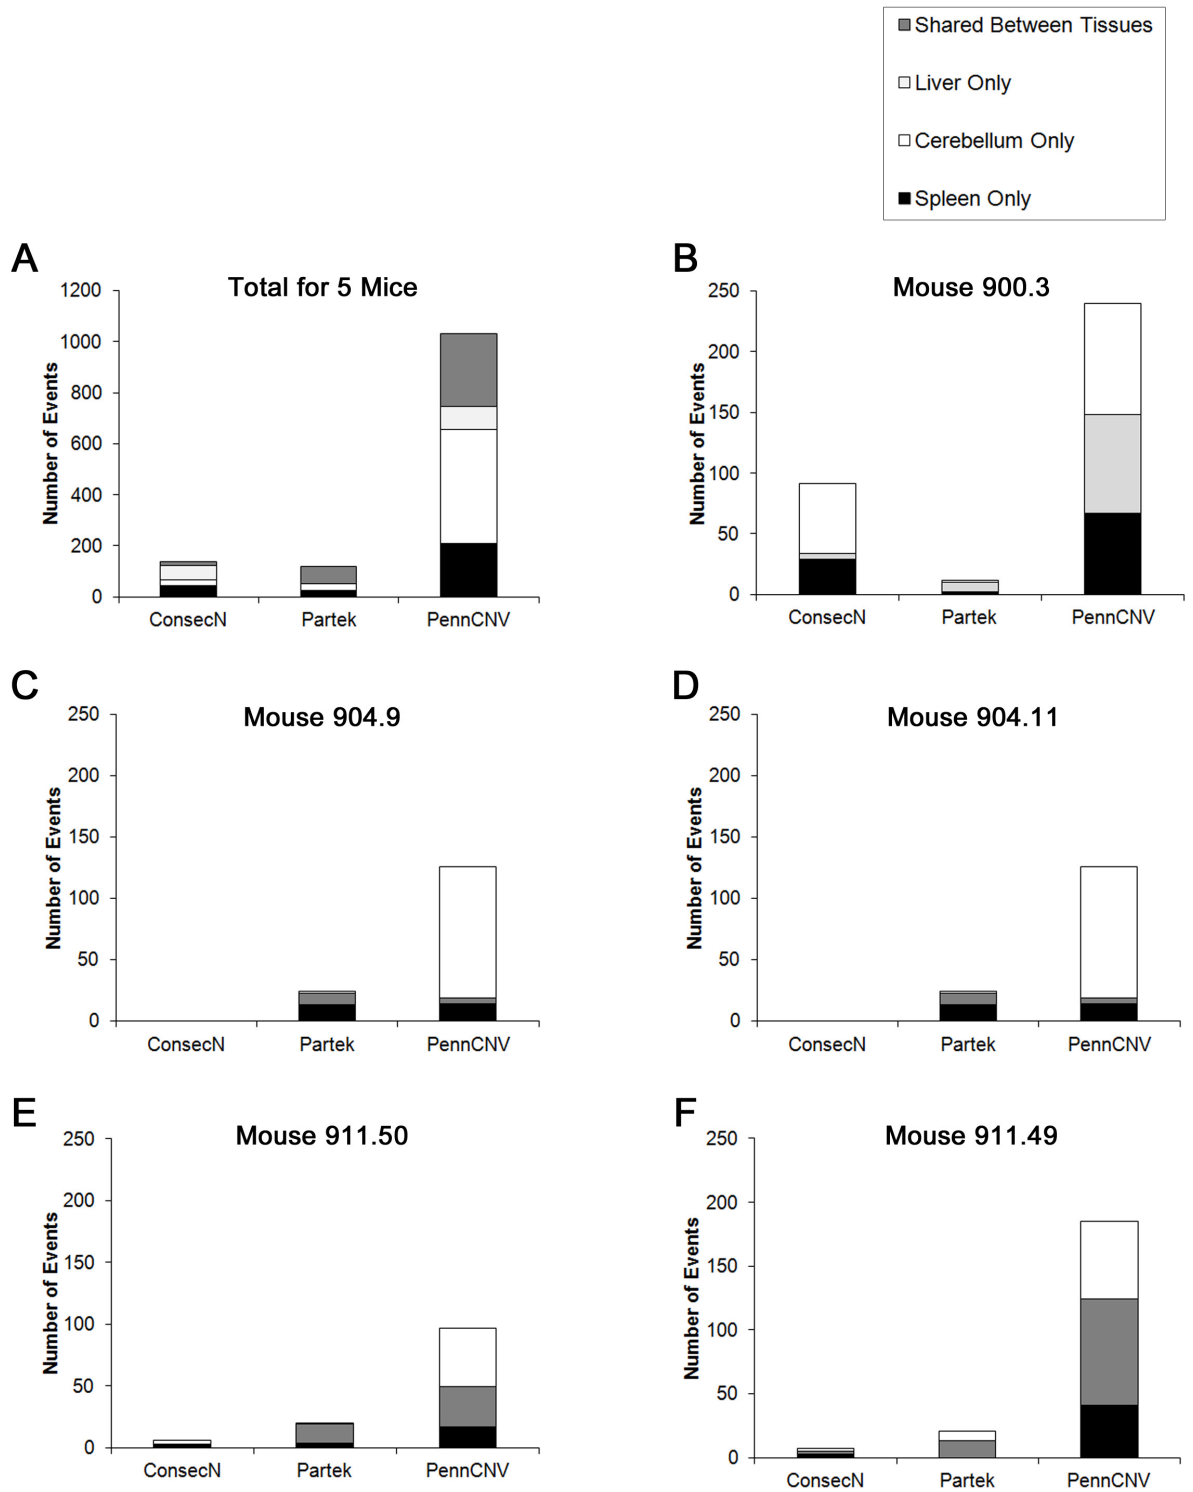 Shared Between Tissues
Liver Only
Cerebellum Only
Spleen Only
A
Total for 5 Mice
Number of Events
1200
1000
800
600
400
200
0
ConsecN Partek PennCNV
B
Mouse 900.3
Number of Events
250
200
150
100
50
0
ConsecN Partek PennCNV
C
Mouse 904.9
Number of Events
250
200
150
100
50
0
ConsecN Partek PennCNV
D
Mouse 904.11
Number of Events
250
200
150
100
50
0
ConsecN Partek PennCNV
E
Mouse 911.50
Number of Events
250
200
150
100
50
0
ConsecN Partek PennCNV
F
Mouse 911.49
Number of Events
250
200
150
100
50
0
ConsecN Partek PennCNV